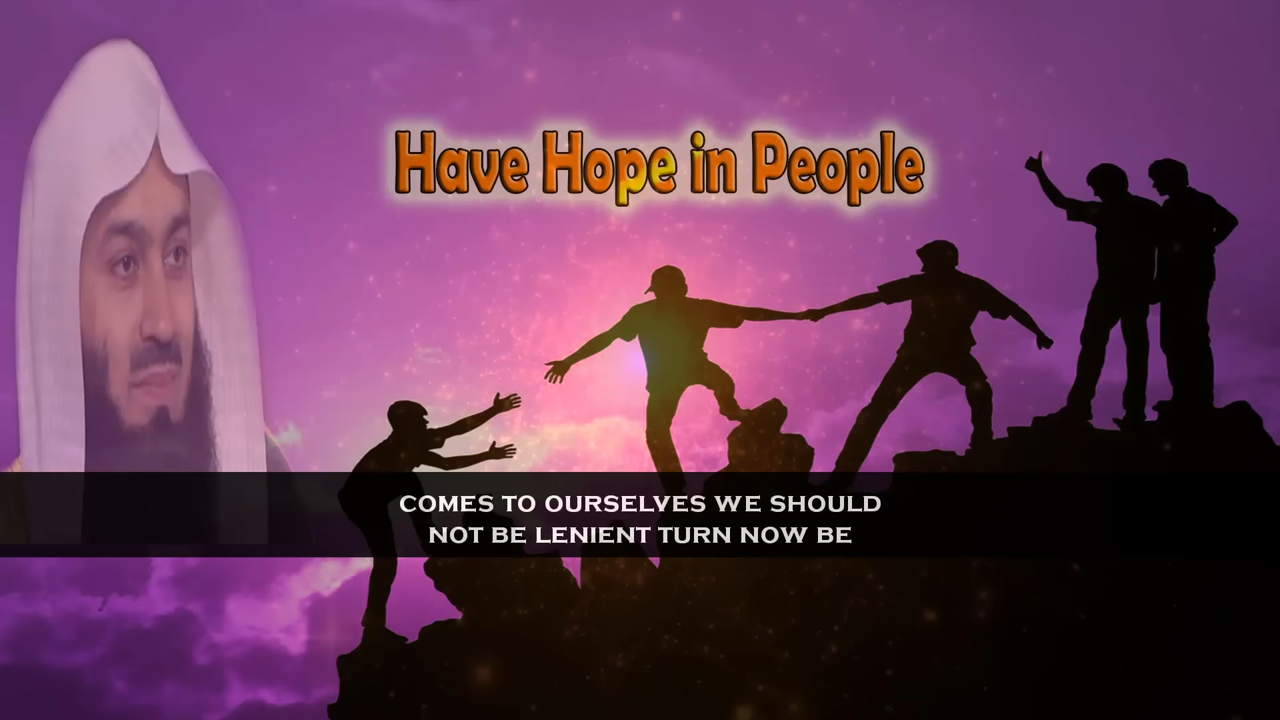 Have Hope in People
COMES TO OURSELVES WE SHOULD
NOT BE LENIENT TURN NOW BE